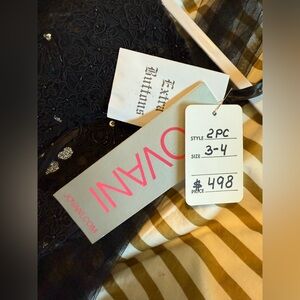 Extra
Buttons
OVANI
STYLE 2PC
SIZE 3-4
$ 498
PRICE